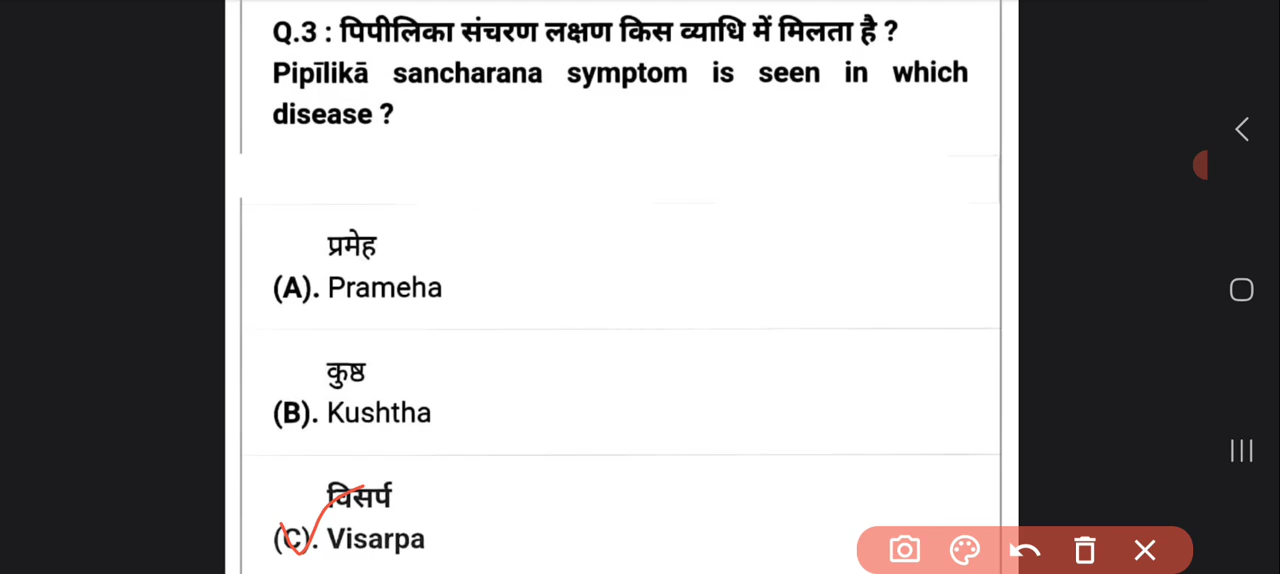 Q.3 : पिपीलिका संचरण लक्षण किस व्याधि में मिलता है ?
Pipīlikā sancharana symptom is seen in which
disease ?
प्रमेह
(A). Prameha
कुष्ठ
(B). Kushtha
विसर्प
(C). Visarpa